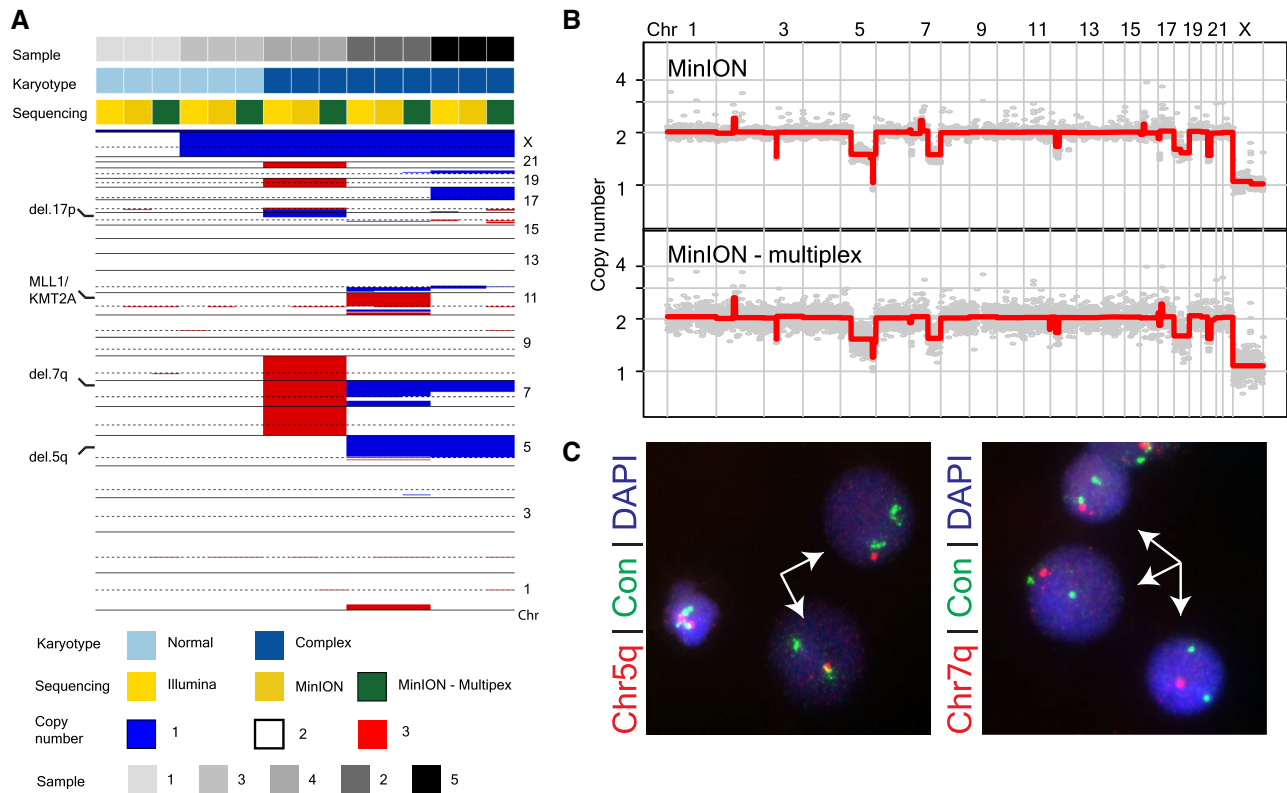 A
Sample
Karyotype
Sequencing
X
21
19
17
del.17p
15
13
MLL1/
KMT2A
11
9
del.7q
7
5
del.5q
3
1
Chr
Karyotype
Normal
Complex
Sequencing
Illumina
MinION
MinION - Multipex
Copy
number
1
2
3
Sample
1
3
4
2
5
B
Chr 1 3 5 7 9 11 13 15 17 19 21 X
MinION
4
2
1
Copy number
MinION - multiplex
4
2
1
C
Chr5q | Con | DAPI
Chr7q | Con | DAPI